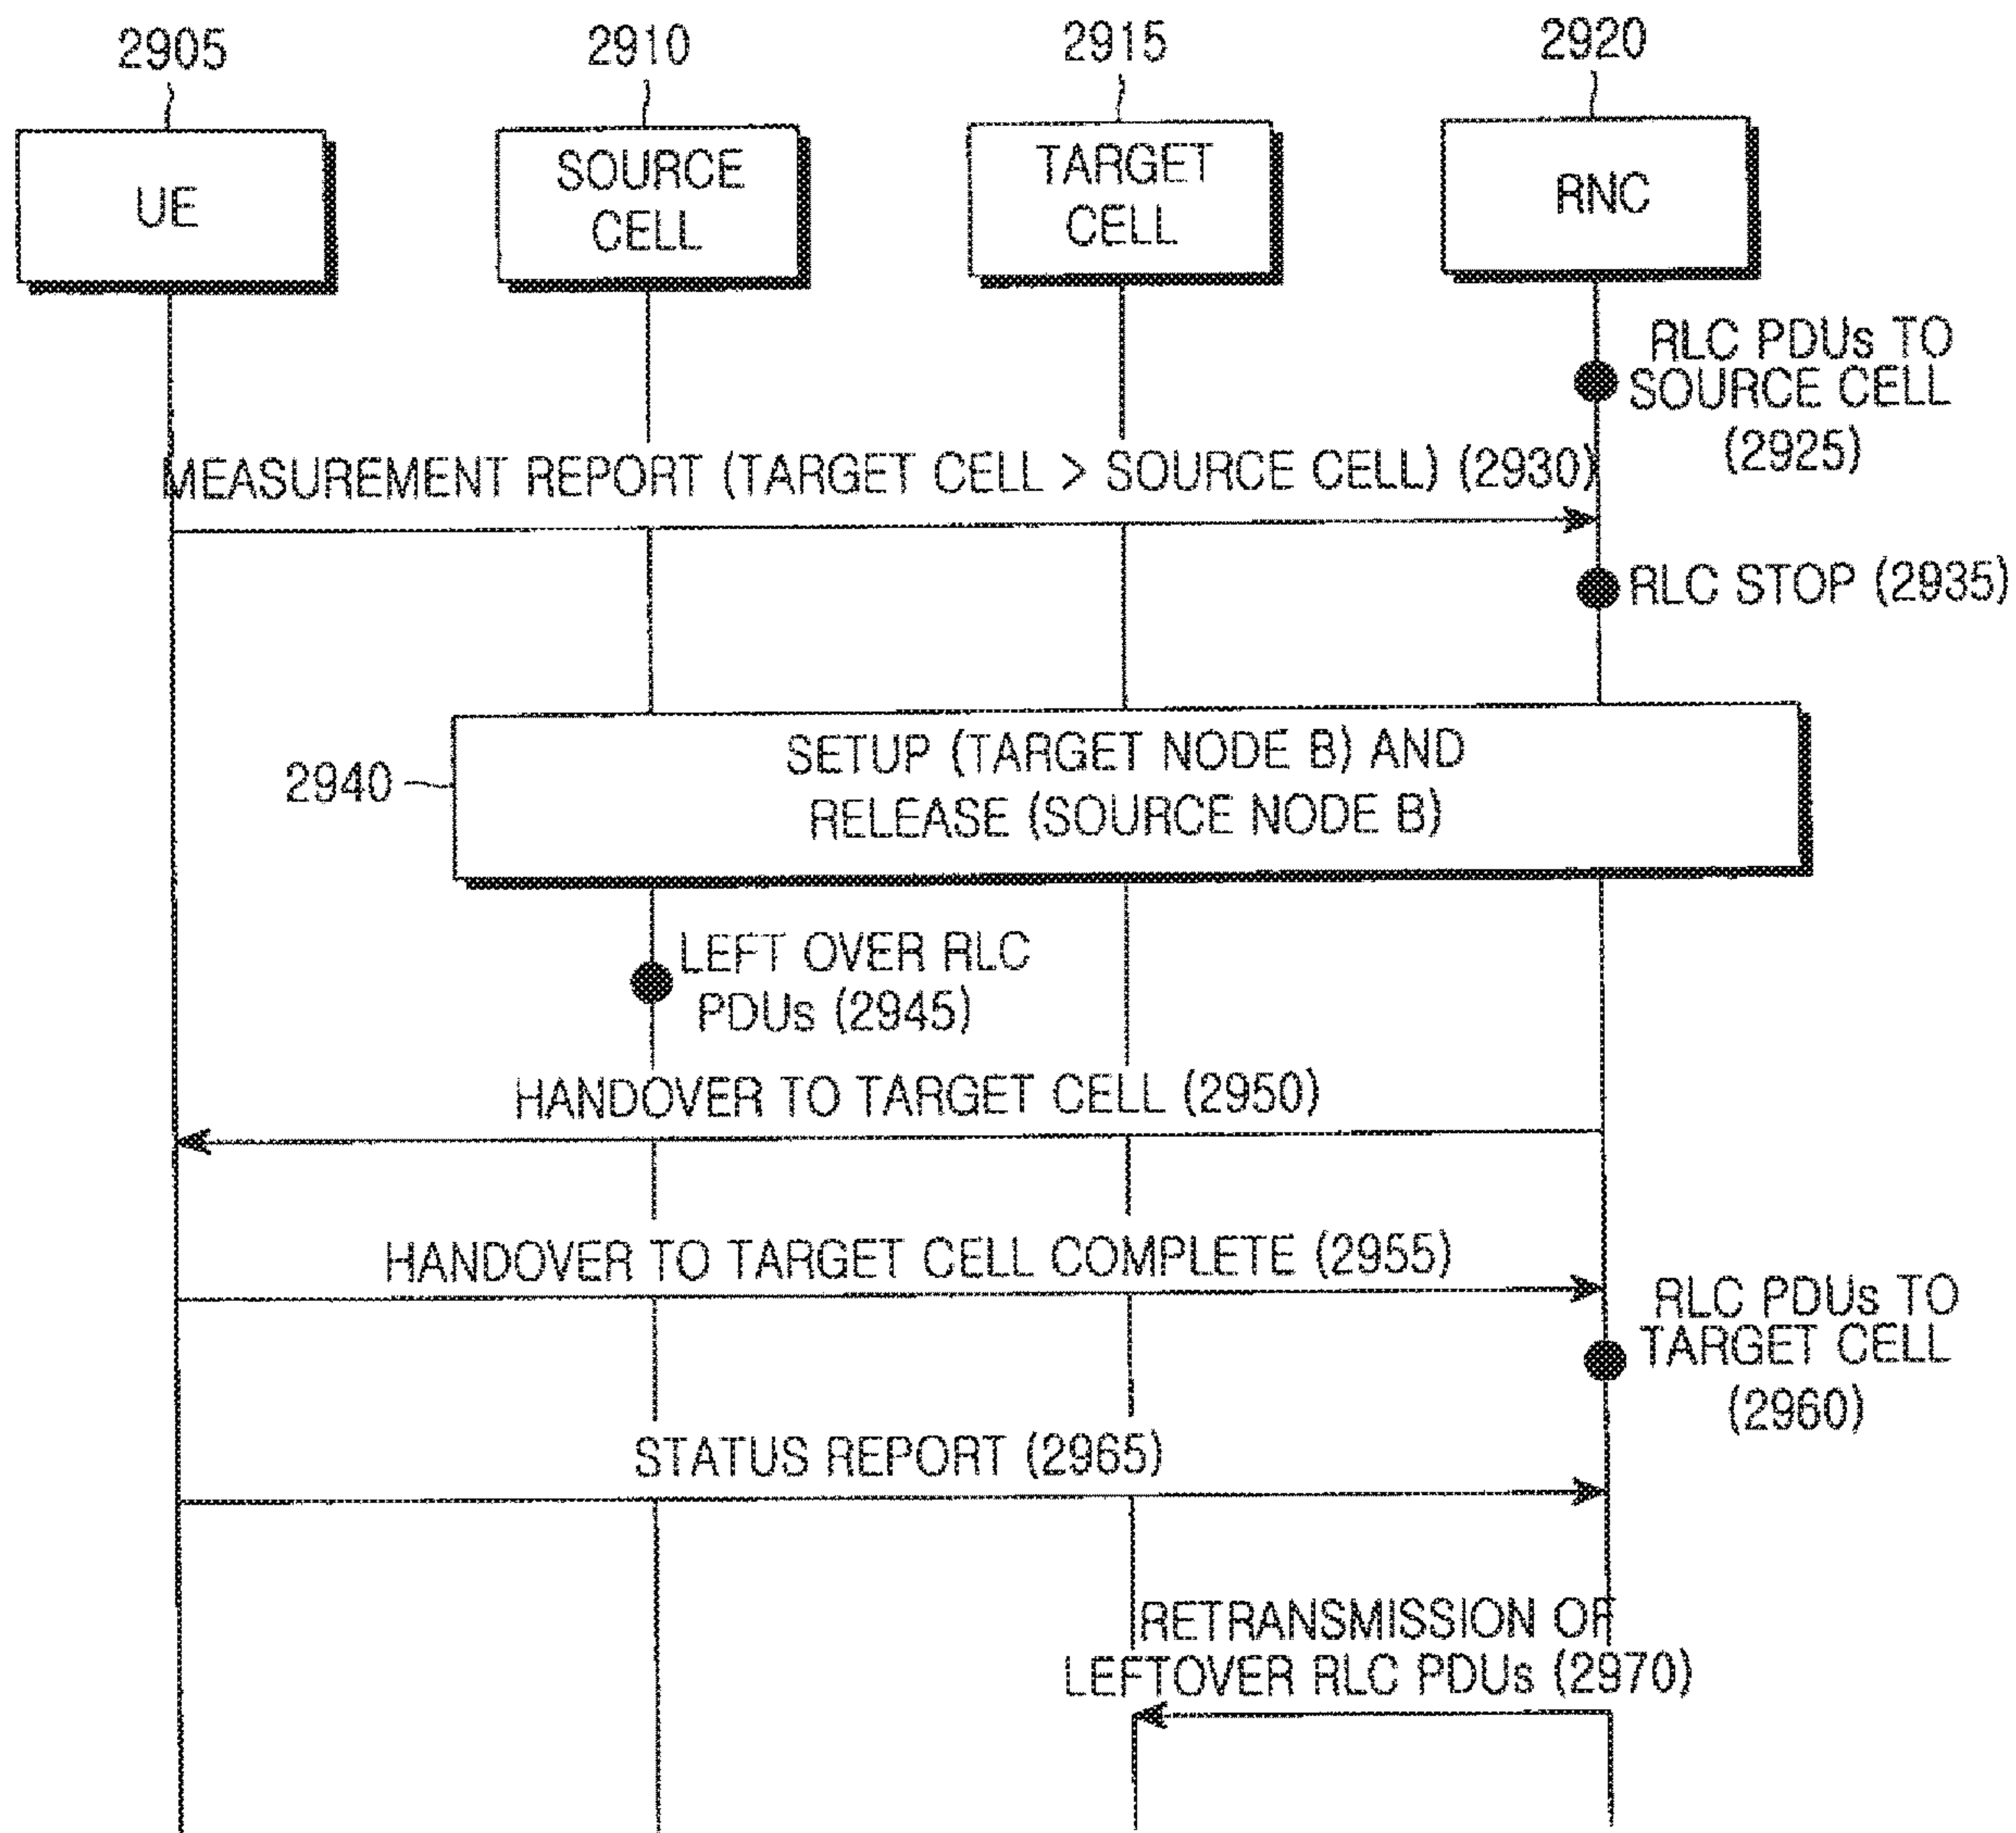 2905
2910
2915
2920
UE
SOURCE
CELL
TARGET
CELL
RNC
RLC PDUs TO
SOURCE CELL
(2925)
MEASUREMENT REPORT (TARGET CELL > SOURCE CELL) (2930)
RLC STOP (2935)
2940
SETUP (TARGET NODE B) AND
RELEASE (SOURCE NODE B)
LEFT OVER RLC
PDUs (2945)
HANDOVER TO TARGET CELL (2950)
HANDOVER TO TARGET CELL COMPLETE (2955)
RLC PDUs TO
TARGET CELL
(2960)
STATUS REPORT (2965)
RETRANSMISSION OF
LEFTOVER RLC PDUs (2970)